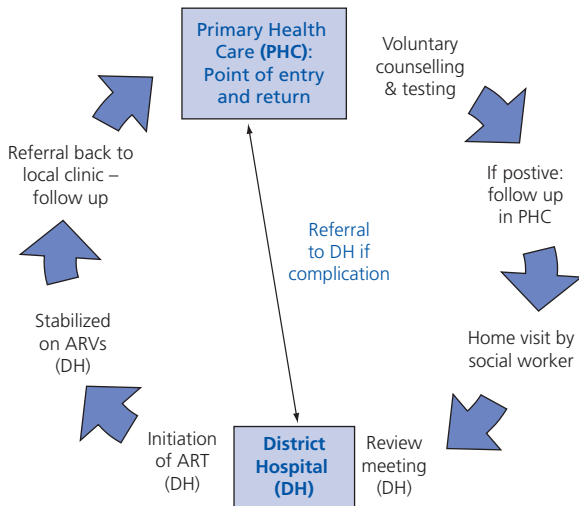 Primary Health
Care (PHC):
Point of entry
and return
Voluntary
counselling
& testing
If postive:
follow up
in PHC
Home visit by
social worker
Review
meeting
(DH)
District
Hospital
(DH)
Initiation
of ART
(DH)
Stabilized
on ARVs
(DH)
Referral back to
local clinic –
follow up
Referral
to DH if
complication